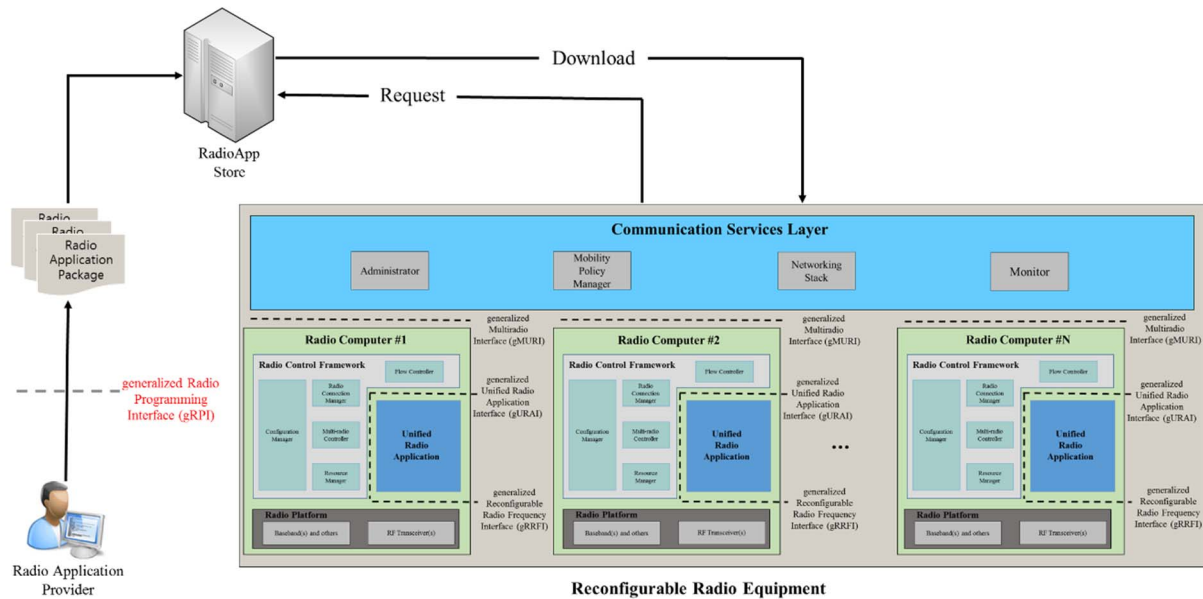 Download
Request
RadioApp
Store
Radio
Radio
Radio
Application
Package
generalized Radio
Programming
Interface (gRPI)
Radio Application
Provider
Communication Services Layer
Administrator
Mobility
Policy
Manager
Networking
Stack
Monitor
generalized
Multiradio
Interface (gMURI)
generalized
Multiradio
Interface (gMURI)
generalized
Multiradio
Interface (gMURI)
Radio Computer #1
Radio Control Framework
Flow Controller
Configuration
Manager
Radio
Connection
Manager
Multi-radio
Controller
Resource
Manager
Unified
Radio
Application
generalized
Unified Radio
Application
Interface (gURAI)
generalized
Reconfigurable
Radio Frequency
Interface (gRRFI)
Radio Platform
Baseband(s) and others
RF Transceiver(s)
Radio Computer #2
Radio Control Framework
Flow Controller
Configuration
Manager
Radio
Connection
Manager
Multi-radio
Controller
Resource
Manager
Unified
Radio
Application
generalized
Unified Radio
Application
Interface (gURAI)
generalized
Reconfigurable
Radio Frequency
Interface (gRRFI)
Radio Platform
Baseband(s) and others
RF Transceiver(s)
...
Radio Computer #N
Radio Control Framework
Flow Controller
Configuration
Manager
Radio
Connection
Manager
Multi-radio
Controller
Resource
Manager
Unified
Radio
Application
generalized
Unified Radio
Application
Interface (gURAI)
generalized
Reconfigurable
Radio Frequency
Interface (gRRFI)
Radio Platform
Baseband(s) and others
RF Transceiver(s)
Reconfigurable Radio Equipment